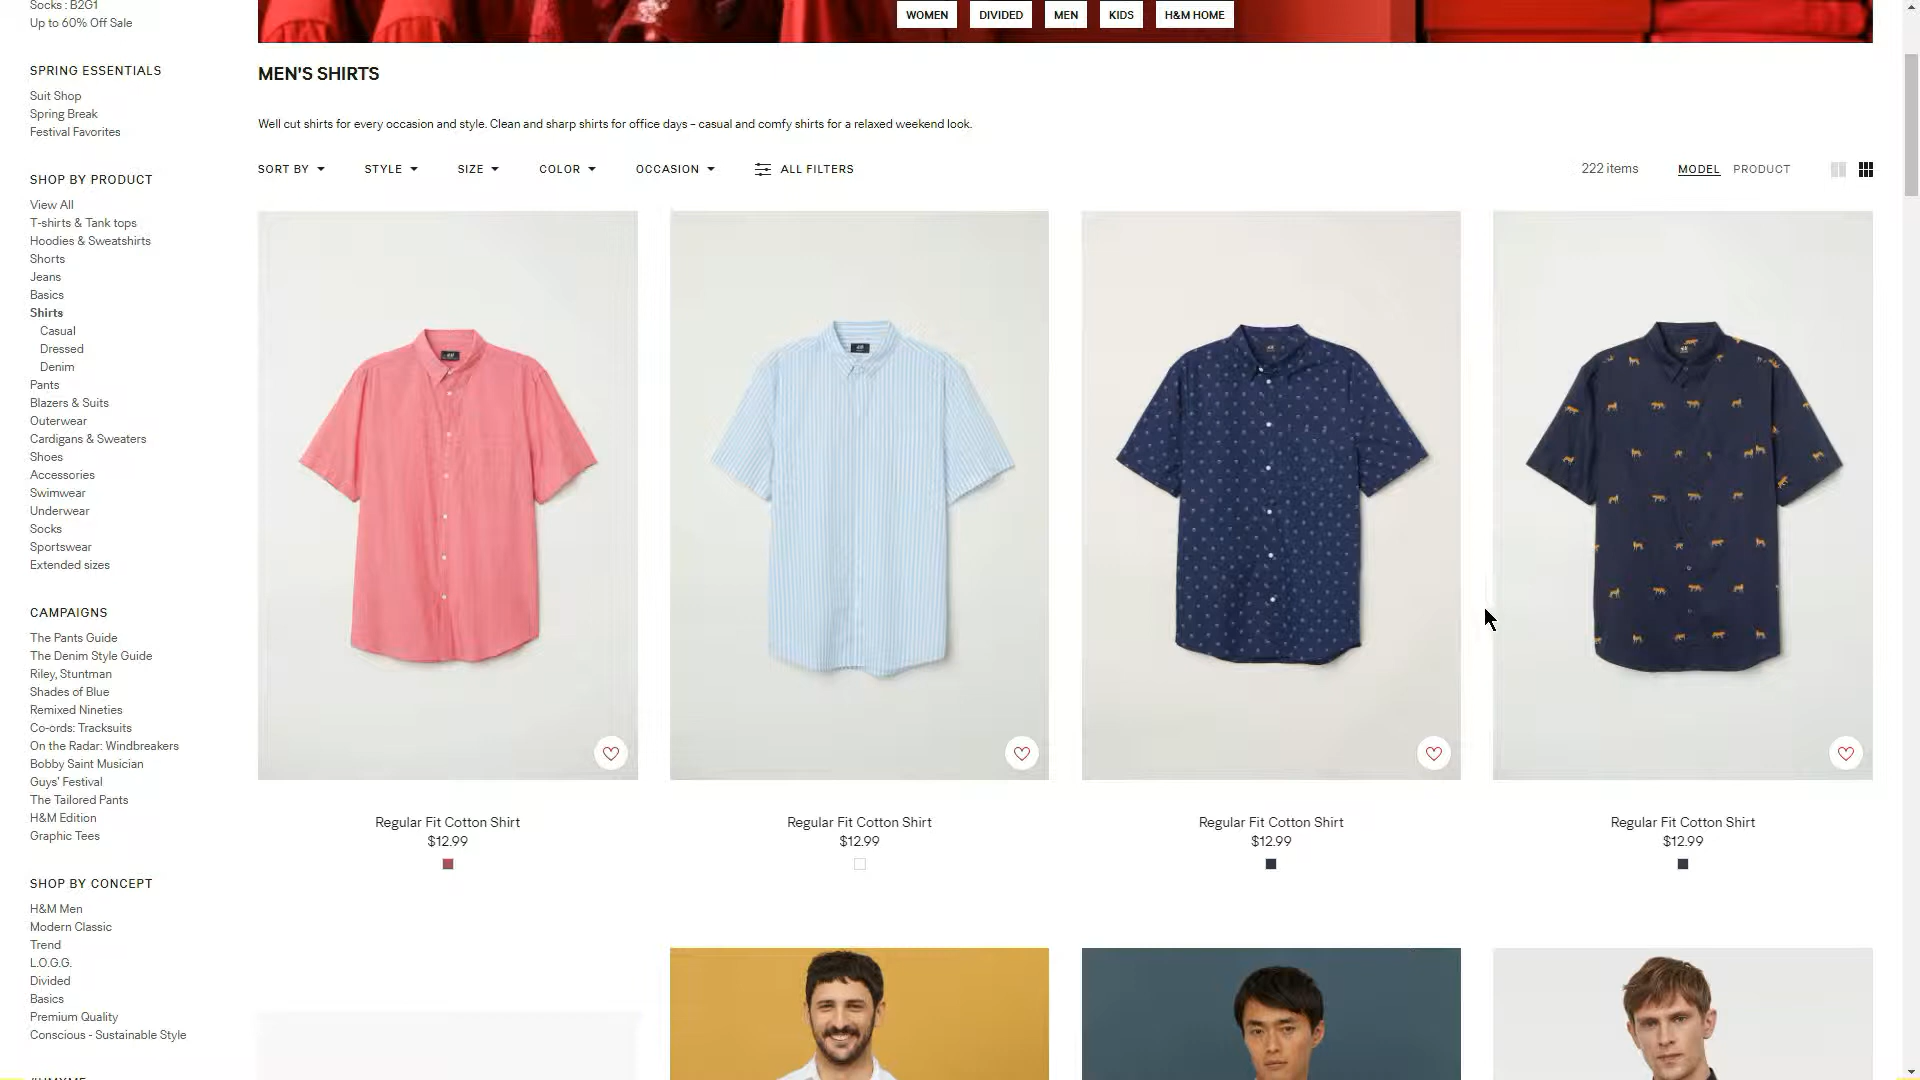 Socks : B2G1
Up to 60% Off Sale
SPRING ESSENTIALS
Suit Shop
Spring Break
Festival Favorites
SHOP BY PRODUCT
View All
T-shirts & Tank tops
Hoodies & Sweatshirts
Shorts
Jeans
Basics
Shirts
Casual
Dressed
Denim
Pants
Blazers & Suits
Outerwear
Cardigans & Sweaters
Shoes
Accessories
Swimwear
Underwear
Socks
Sportswear
Extended sizes
CAMPAIGNS
The Pants Guide
The Denim Style Guide
Riley, Stuntman
Shades of Blue
Remixed Nineties
Co-ords: Tracksuits
On the Radar: Windbreakers
Bobby Saint Musician
Guys' Festival
The Tailored Pants
H&M Edition
Graphic Tees
SHOP BY CONCEPT
H&M Men
Modern Classic
Trend
L.O.G.G.
Divided
Basics
Premium Quality
Conscious - Sustainable Style
WOMEN DIVIDED MEN KIDS H&M HOME
MEN'S SHIRTS
Well cut shirts for every occasion and style. Clean and sharp shirts for office days – casual and comfy shirts for a relaxed weekend look.
SORT BY STYLE SIZE COLOR OCCASION ALL FILTERS 222 items MODEL PRODUCT
Regular Fit Cotton Shirt
$12.99
Regular Fit Cotton Shirt
$12.99
Regular Fit Cotton Shirt
$12.99
Regular Fit Cotton Shirt
$12.99